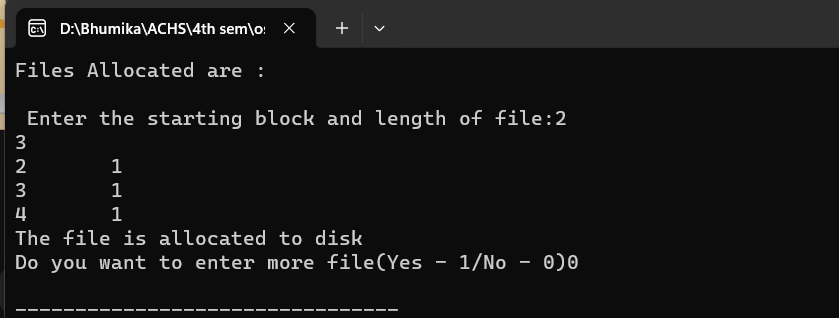 D:\Bhumika\ACHS\4th sem\o
Files Allocated are :
Enter the starting block and length of file:2
3
2 1
3 1
4 1
The file is allocated to disk
Do you want to enter more file(Yes - 1/No - 0)0
--------------------------------